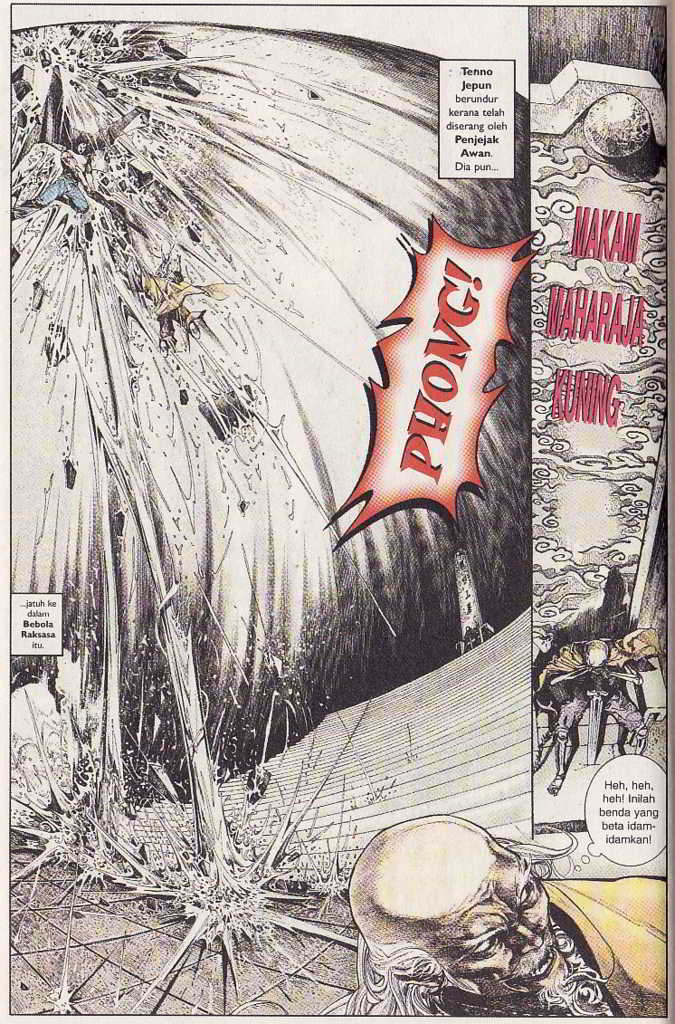 Tenno
Jepun
berundur
kerana telah
diserang oleh
Penjejak
Awan.
Dia pun...
PHONG!
...jatuh ke
dalam
Bebola
Raksasa
itu.
MAKAM
MAHARAJA
KUNING
Heh, heh,
heh! Inilah
benda yang
beta idam-
idamkan!